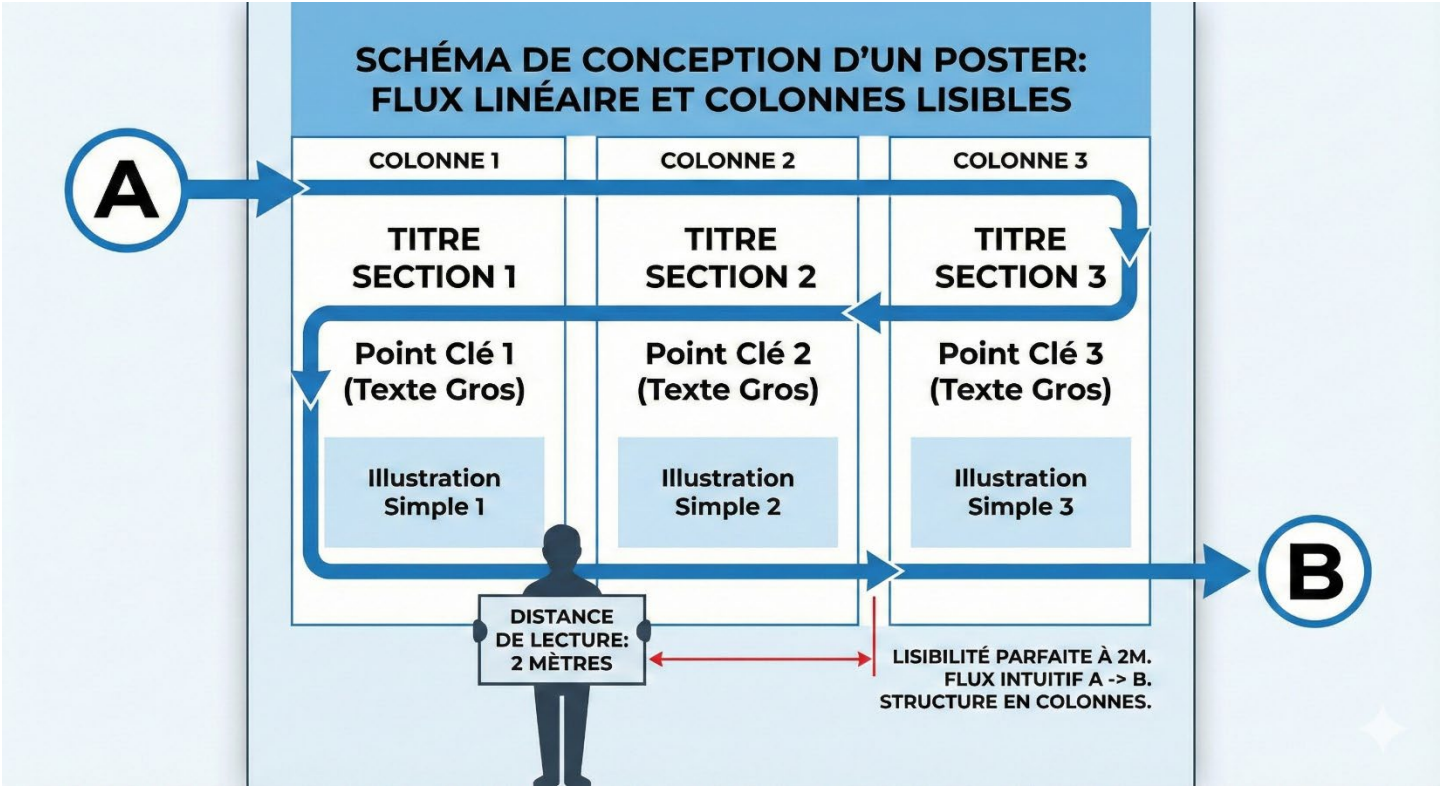 SCHÉMA DE CONCEPTION D'UN POSTER:
FLUX LINÉAIRE ET COLONNES LISIBLES
A
COLONNE 1
COLONNE 2
COLONNE 3
TITRE
SECTION 1
TITRE
SECTION 2
TITRE
SECTION 3
Point Clé 1
(Texte Gros)
Point Clé 2
(Texte Gros)
Point Clé 3
(Texte Gros)
Illustration
Simple 1
Illustration
Simple 2
Illustration
Simple 3
B
DISTANCE
DE LECTURE:
2 MÈTRES
LISIBILITÉ PARFAITE À 2M.
FLUX INTUITIF A -> B.
STRUCTURE EN COLONNES.